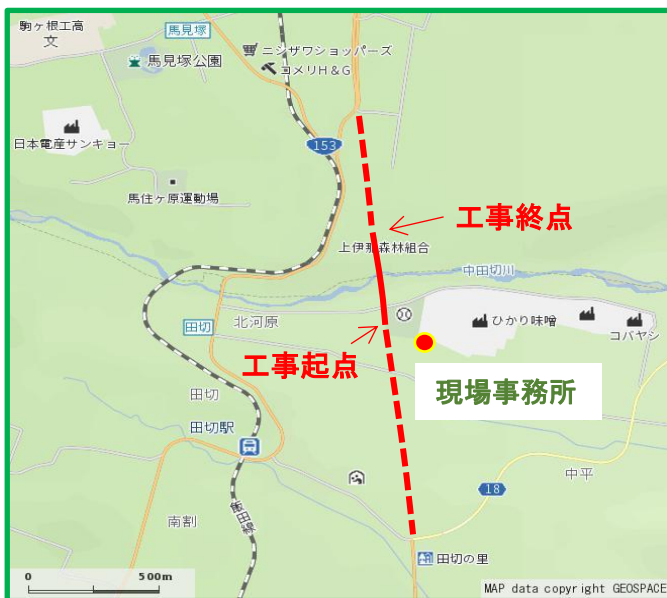 駒ヶ根工高
文
馬見塚
馬見塚公園
ニシザワショッパーズ
コメリH&G
日本電産サンキョー
153
馬住ヶ原運動場
工事終点
上伊那森林組合
中田切川
田切
北河原
ひかり味噌
コバヤシ
工事起点
現場事務所
田切
田切駅
中平
18
南割
飯田線
田切の里
0 500m
MAP data copyright GEOSPACE